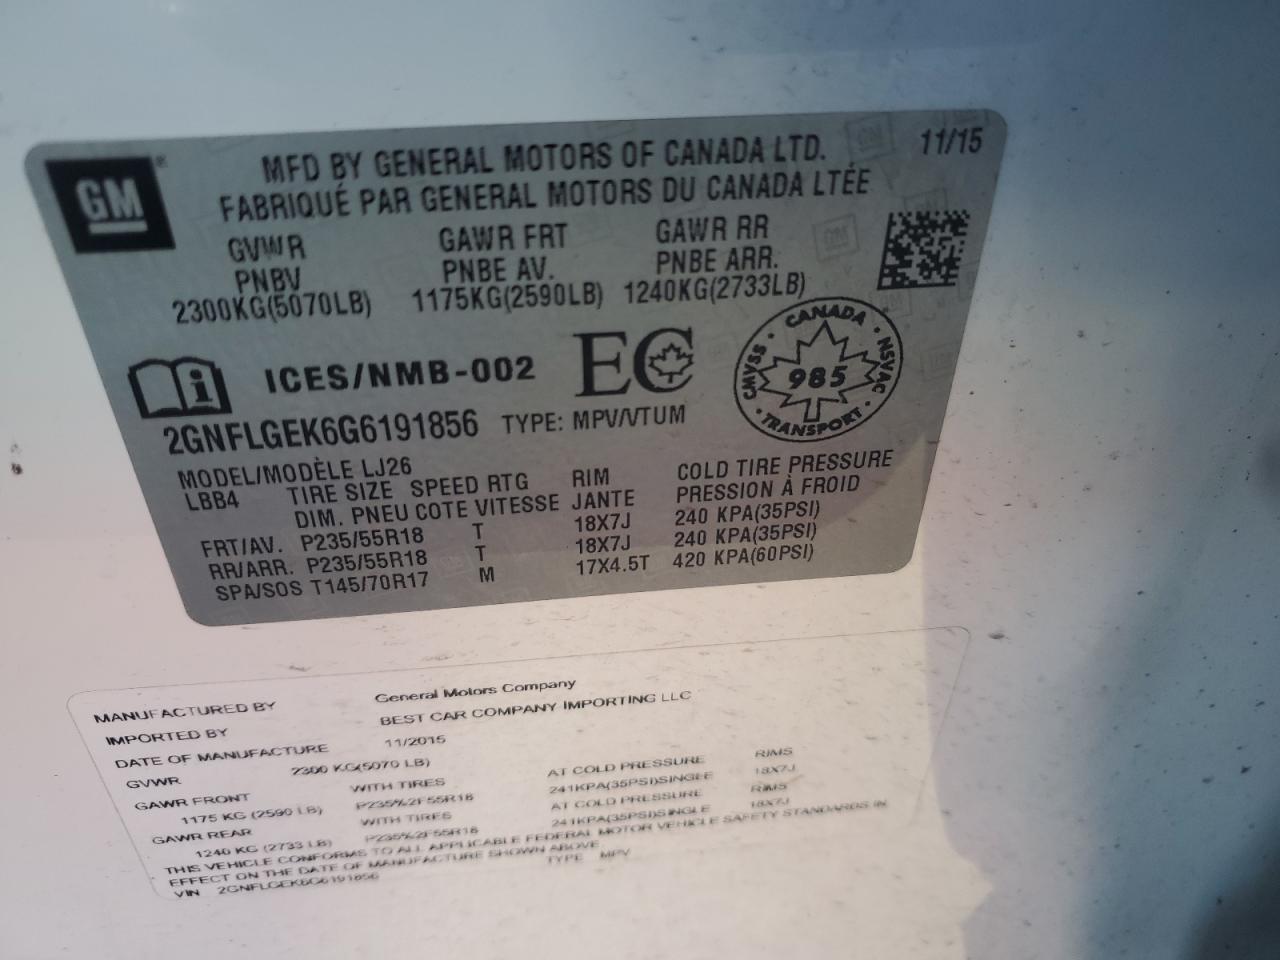 GM®
MFD BY GENERAL MOTORS OF CANADA LTD. 11/15
FABRIQUÉ PAR GENERAL MOTORS DU CANADA LTÉE
GVWR GAWR FRT GAWR RR
PNBV PNBE AV. PNBE ARR.
2300KG(5070LB) 1175KG(2590LB) 1240KG(2733LB)
i ICES/NMB-002 EC
CANADA
CMVSS 985 NSVAC
TRANSPORT
2GNFLGEK6G6191856 TYPE: MPV/VTUM
MODEL/MODÈLE LJ26
LBB4 TIRE SIZE SPEED RTG RIM COLD TIRE PRESSURE
DIM. PNEU COTE VITESSE JANTE PRESSION À FROID
FRT/AV. P235/55R18 T 18X7J 240 KPA(35PSI)
RR/ARR. P235/55R18 T 18X7J 240 KPA(35PSI)
SPA/SOS T145/70R17 M 17X4.5T 420 KPA(60PSI)
MANUFACTURED BY General Motors Company
IMPORTED BY BEST CAR COMPANY IMPORTING LLC
DATE OF MANUFACTURE 11/2015
GVWR 2300 KG(5070 LB)
GAWR FRONT WITH TIRES AT COLD PRESSURE RIMS
1175 KG (2590 LB) P235%2F55R18 241KPA(35PSI)SINGLE 18X7J
GAWR REAR WITH TIRES AT COLD PRESSURE RIMS
1240 KG (2733 LB) P235%2F55R18 241KPA(35PSI)SINGLE 18X7J
THIS VEHICLE CONFORMS TO ALL APPLICABLE FEDERAL MOTOR VEHICLE SAFETY STANDARDS IN
EFFECT ON THE DATE OF MANUFACTURE SHOWN ABOVE.
VIN 2GNFLGEK6G6191856 TYPE MPV